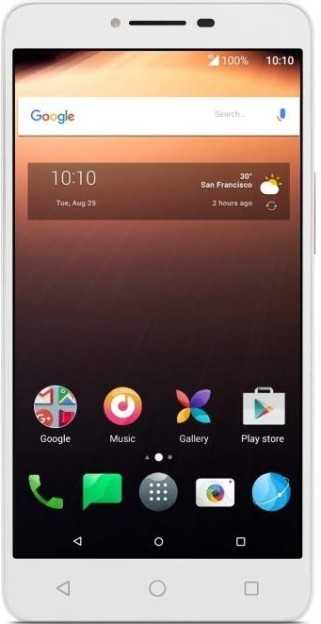 100% 10:10
Google Search...
10:10
30°
San Francisco
Tue, Aug 29
2 hours ago
Google Music Gallery Play store